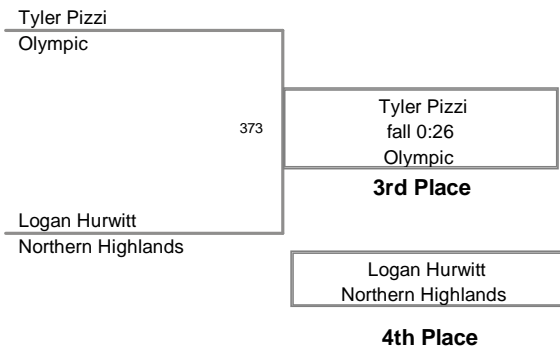 Tyler Pizzi
Olympic
373
Tyler Pizzi
fall 0:26
Olympic
3rd Place
Logan Hurwitt
Northern Highlands
Logan Hurwitt
Northern Highlands
4th Place